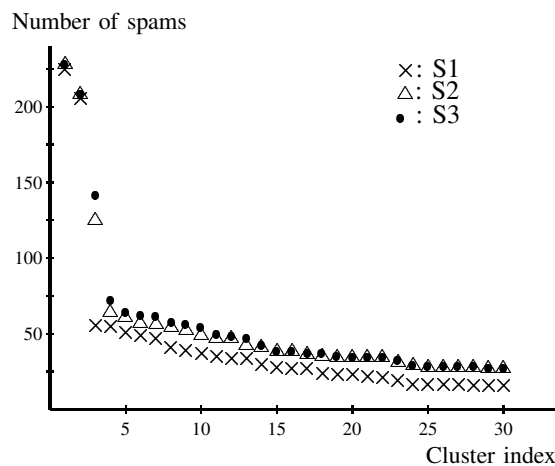 Number of spams
×: S1
△: S2
•: S3
200
150
100
50
5 10 15 20 25 30
Cluster index